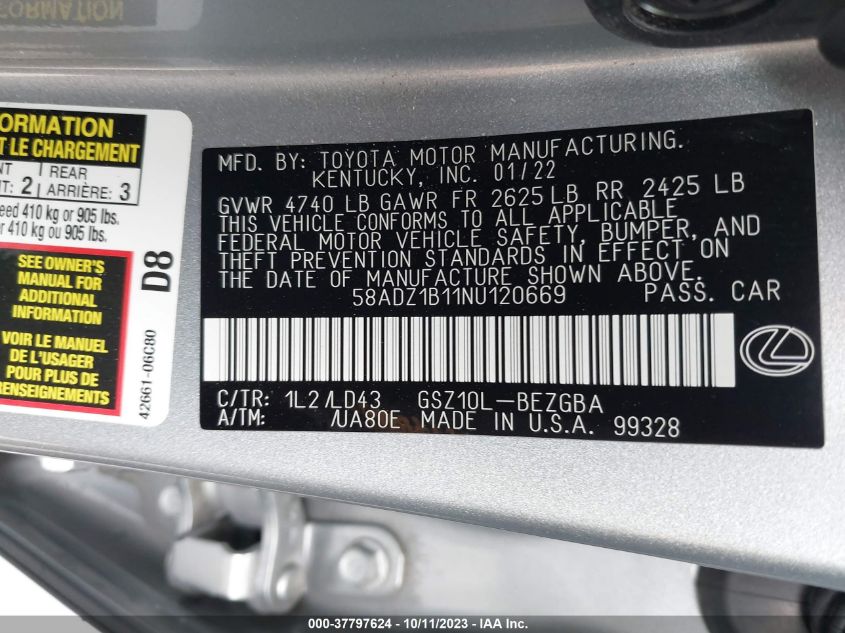 FORMATION
ORMATION
T LE CHARGEMENT
NT
IT: 2
REAR
ARRIÈRE: 3
eed 410 kg or 905 lbs.
r 410 kg ou 905 lbs.
SEE OWNER'S
MANUAL FOR
ADDITIONAL
INFORMATION
VOIR LE MANUEL
DE L'USAGER
POUR PLUS DE
RENSEIGNEMENTS
D8
42661-06C80
MFD. BY: TOYOTA MOTOR MANUFACTURING.
KENTUCKY, INC. 01/22
GVWR 4740 LB GAWR FR 2625 LB RR 2425 LB
THIS VEHICLE CONFORMS TO ALL APPLICABLE
FEDERAL MOTOR VEHICLE SAFETY, BUMPER, AND
THEFT PREVENTION STANDARDS IN EFFECT ON
THE DATE OF MANUFACTURE SHOWN ABOVE.
58ADZ1B11NU120669 PASS. CAR
C/TR: 1L2/LD43 GSZ10L-BEZGBA
A/TM: /UA80E MADE IN U.S.A. 99328
000-37797624 - 10/11/2023 - IAA Inc.